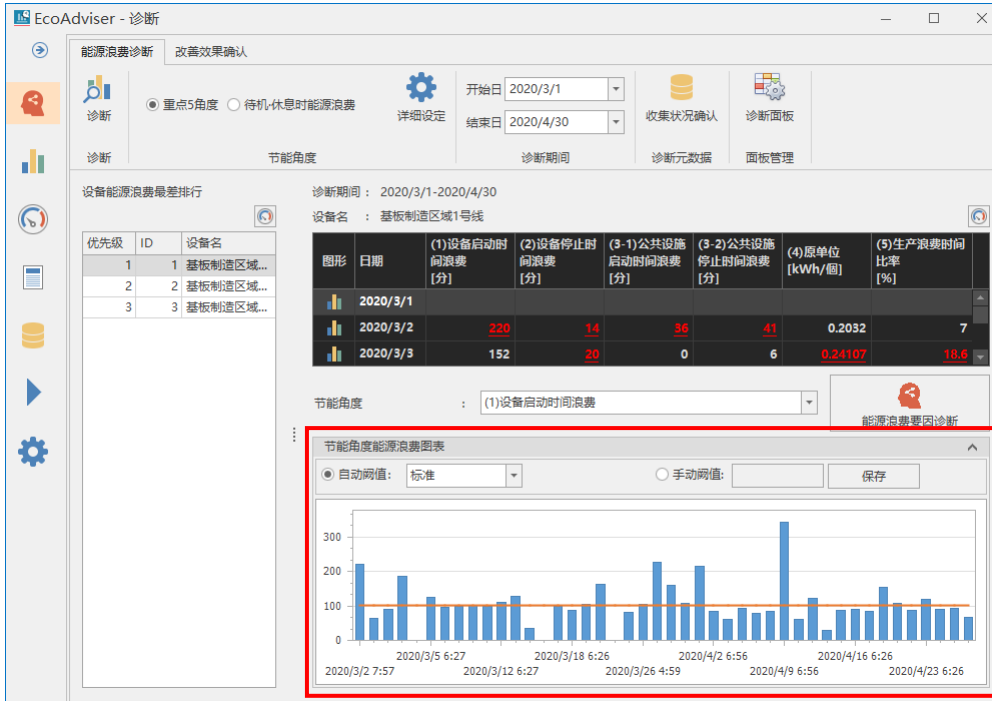 EcoAdviser - 诊断
能源浪费诊断 改善效果确认
诊断
重点5角度 待机·休息时能源浪费
详细设定
开始日 2020/3/1
结束日 2020/4/30
收集状况确认
诊断面板
诊断 节能角度 诊断期间 诊断元数据 面板管理
设备能源浪费最差排行
优先级 ID 设备名
1 1 基板制造区域...
2 2 基板制造区域...
3 3 基板制造区域...
诊断期间 : 2020/3/1-2020/4/30
设备名 : 基板制造区域1号线
图形 日期 (1)设备启动时间浪费 [分] (2)设备停止时间浪费 [分] (3-1)公共设施启动时间浪费 [分] (3-2)公共设施停止时间浪费 [分] (4)原单位 [kWh/個] (5)生产浪费时间比率 [%]
2020/3/1
2020/3/2 220 14 36 41 0.2032 7
2020/3/3 152 20 0 6 0.24107 18.6
节能角度 : (1)设备启动时间浪费
能源浪费要因诊断
节能角度能源浪费图表
自动阈值: 标准 手动阈值: 保存
300
200
100
0
2020/3/5 6:27 2020/3/18 6:26 2020/4/2 6:56 2020/4/16 6:26
2020/3/2 7:57 2020/3/12 6:27 2020/3/26 4:59 2020/4/9 6:56 2020/4/23 6:26